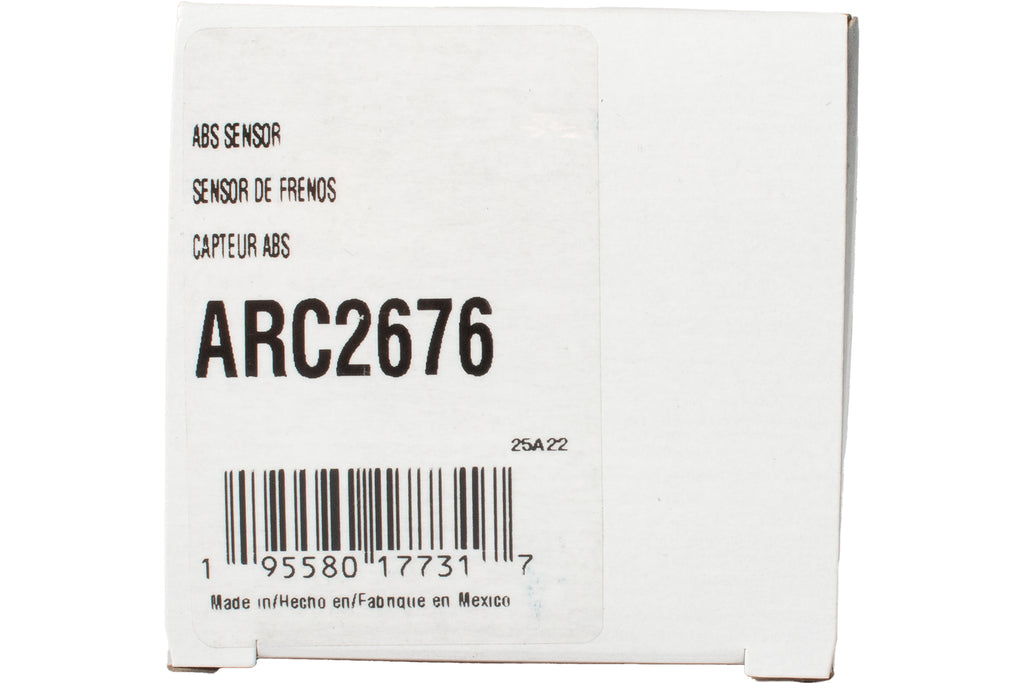 ABS SENSOR
SENSOR DE FRENOS
CAPTEUR ABS
ARC2676
25A22
1 95580 17731 7
Made in/Hecho en/Fabrique en Mexico